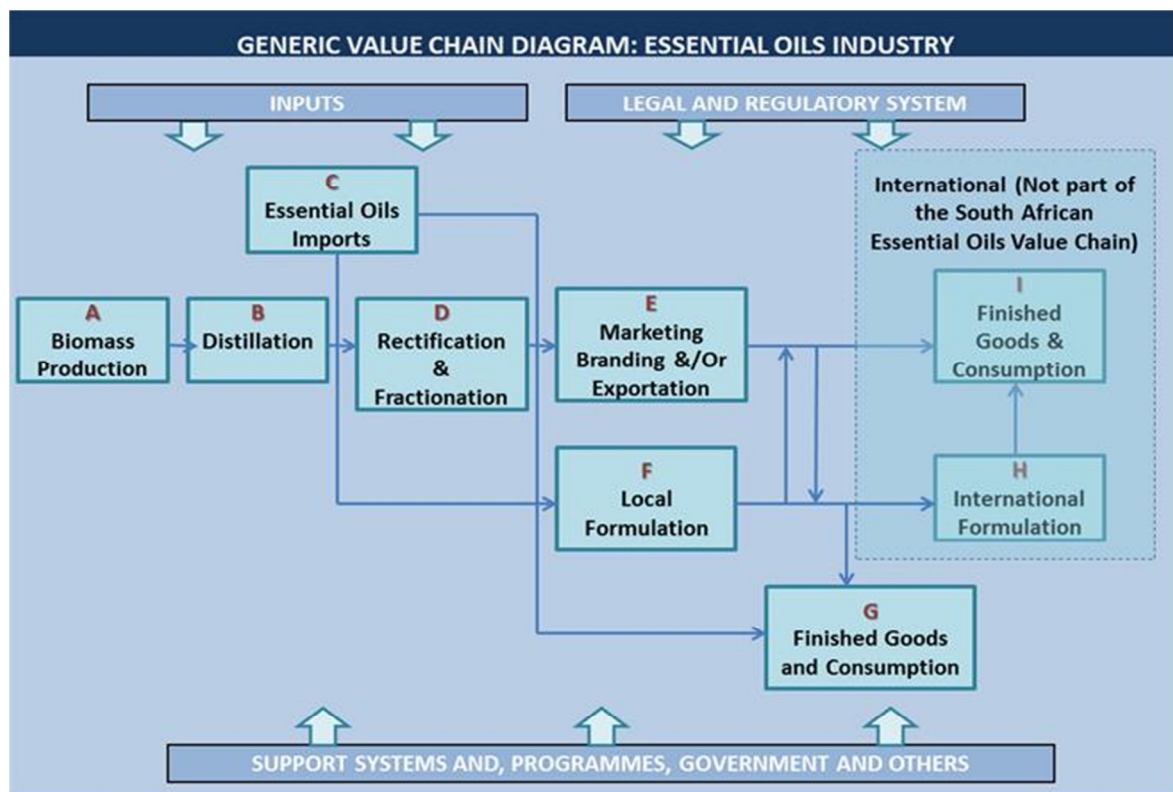 GENERIC VALUE CHAIN DIAGRAM: ESSENTIAL OILS INDUSTRY
INPUTS
LEGAL AND REGULATORY SYSTEM
C
Essential Oils
Imports
International (Not part of
the South African
Essential Oils Value Chain)
A
Biomass
Production
B
Distillation
D
Rectification
&
Fractionation
E
Marketing
Branding &/Or
Exportation
I
Finished
Goods &
Consumption
F
Local
Formulation
H
International
Formulation
G
Finished Goods
and Consumption
SUPPORT SYSTEMS AND, PROGRAMMES, GOVERNMENT AND OTHERS